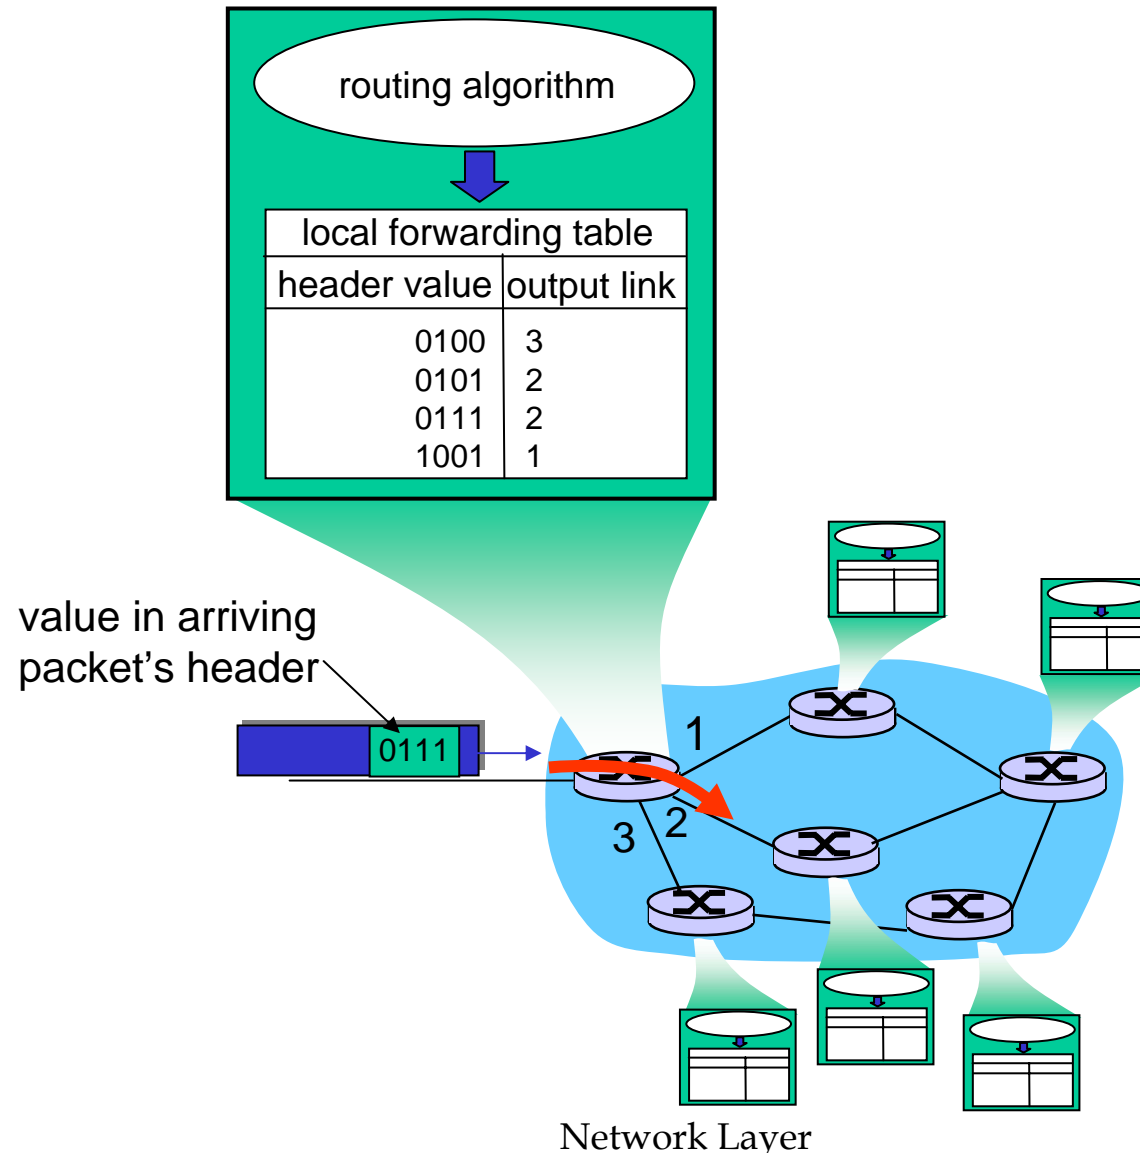 routing algorithm
local forwarding table
header value output link
0100 3
0101 2
0111 2
1001 1
value in arriving
packet’s header
0111
1
2
3
Network Layer